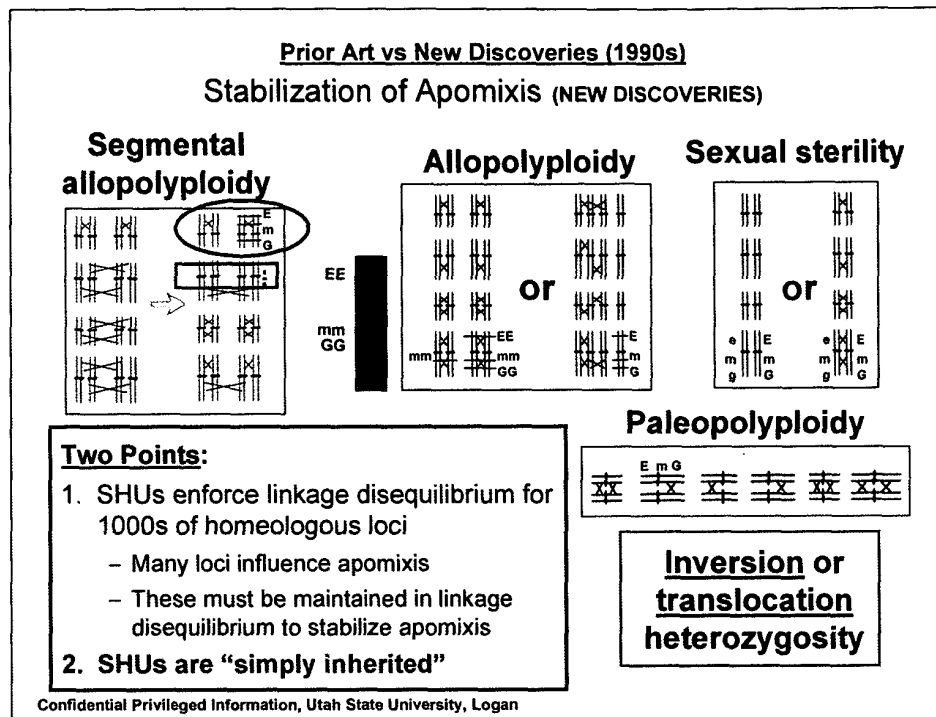 Prior Art vs New Discoveries (1990s)
Stabilization of Apomixis (NEW DISCOVERIES)
Segmental
allopolyploidy
E
m
G
EE
mm
GG
Allopolyploidy
or
mm
EE
mm
GG
E
m
G
Sexual sterility
or
e
m
g
E
m
G
e
m
g
E
m
G
Paleopolyploidy
E m G
Two Points:
1. SHUs enforce linkage disequilibrium for
1000s of homeologous loci
– Many loci influence apomixis
– These must be maintained in linkage
disequilibrium to stabilize apomixis
2. SHUs are “simply inherited”
Inversion or
translocation
heterozygosity
Confidential Privileged Information, Utah State University, Logan